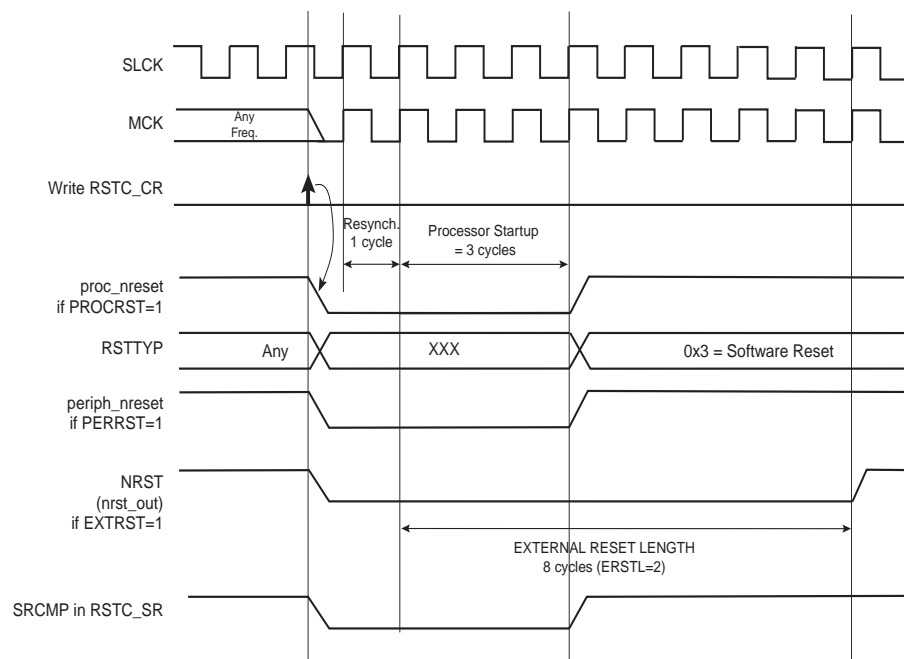 SLCK
MCK
Any
Freq.
Write RSTC_CR
Resynch.
1 cycle
Processor Startup
= 3 cycles
proc_nreset
if PROCRST=1
RSTTYP
Any
XXX
0x3 = Software Reset
periph_nreset
if PERRST=1
NRST
(nrst_out)
if EXTRST=1
EXTERNAL RESET LENGTH
8 cycles (ERSTL=2)
SRCMP in RSTC_SR